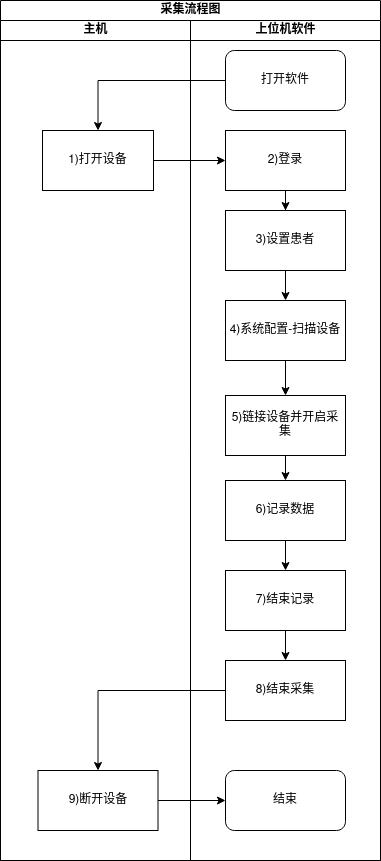 采集流程图
主机
上位机软件
打开软件
1)打开设备
2)登录
3)设置患者
4)系统配置-扫描设备
5)链接设备并开启采
集
6)记录数据
7)结束记录
8)结束采集
9)断开设备
结束